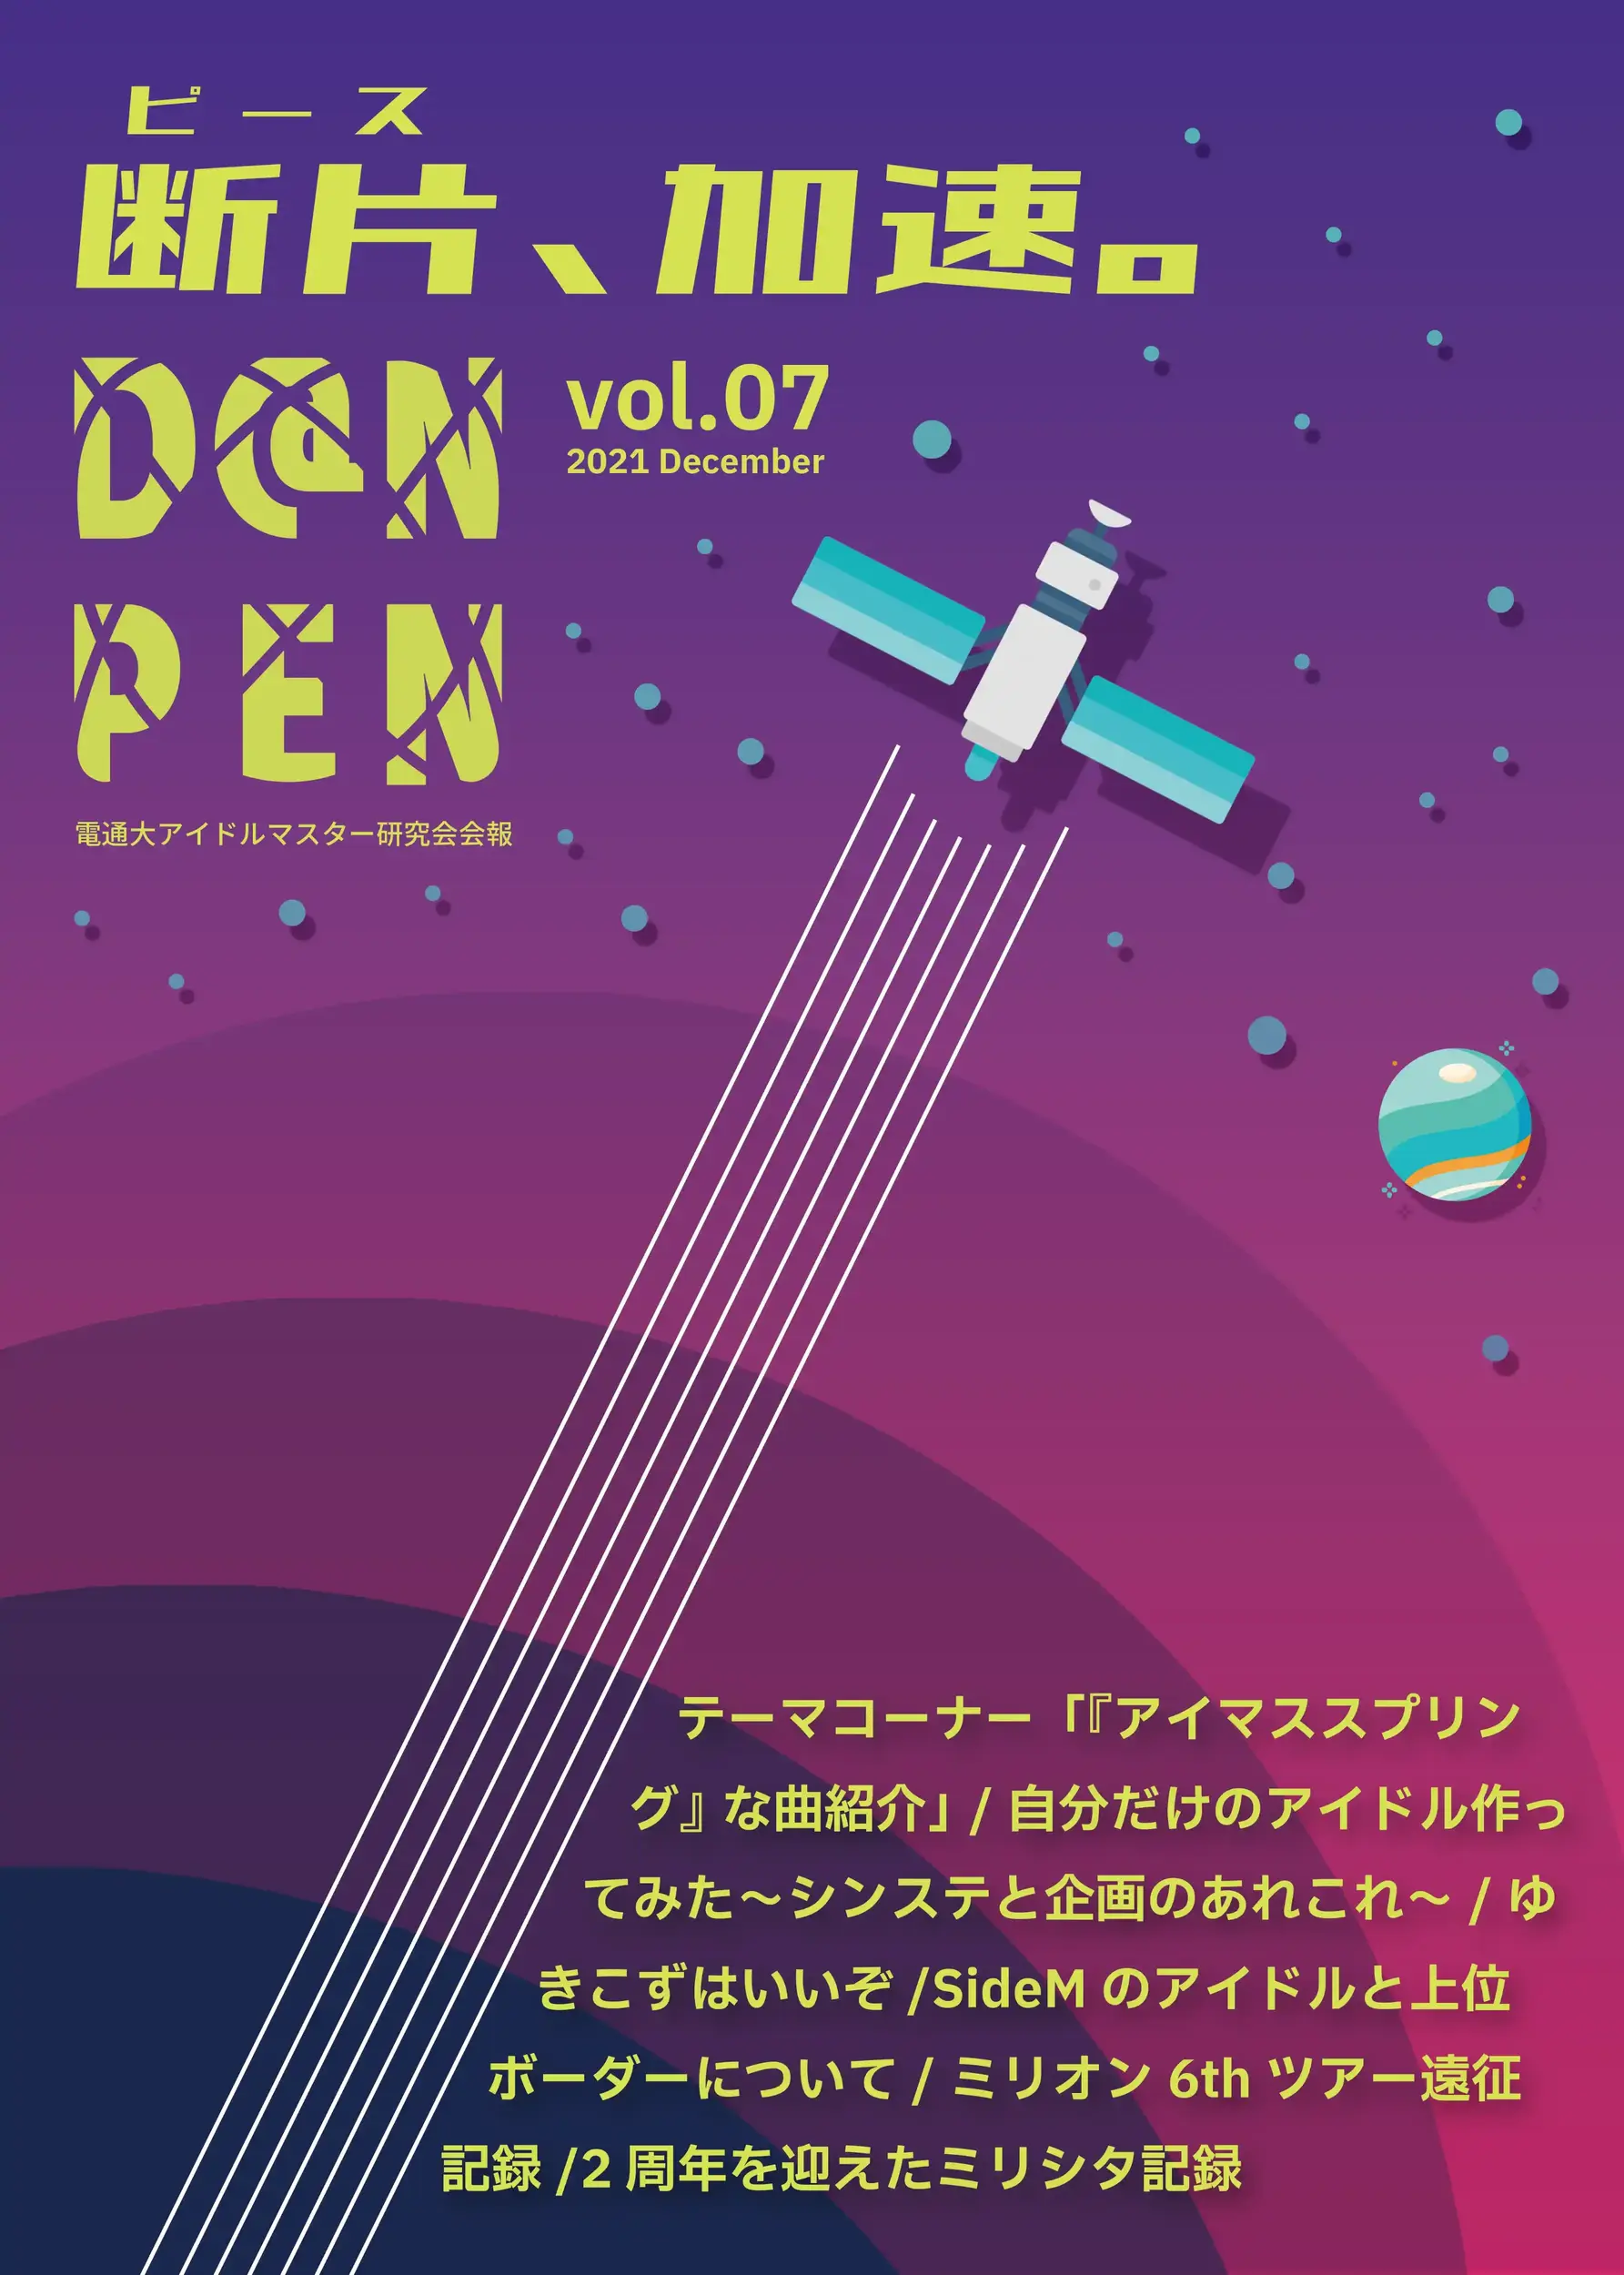 ピース
断片、加速。
DENPEN
vol.07
2021 December
電通大アイドルマスター研究会会報
テーマコーナー「『アイマススプリン
グ』な曲紹介」/ 自分だけのアイドル作っ
てみた～シンステと企画のあれこれ～ / ゆ
きこずはいいぞ /SideM のアイドルと上位
ボーダーについて / ミリオン 6th ツアー遠征
記録 /2 周年を迎えたミリシタ記録